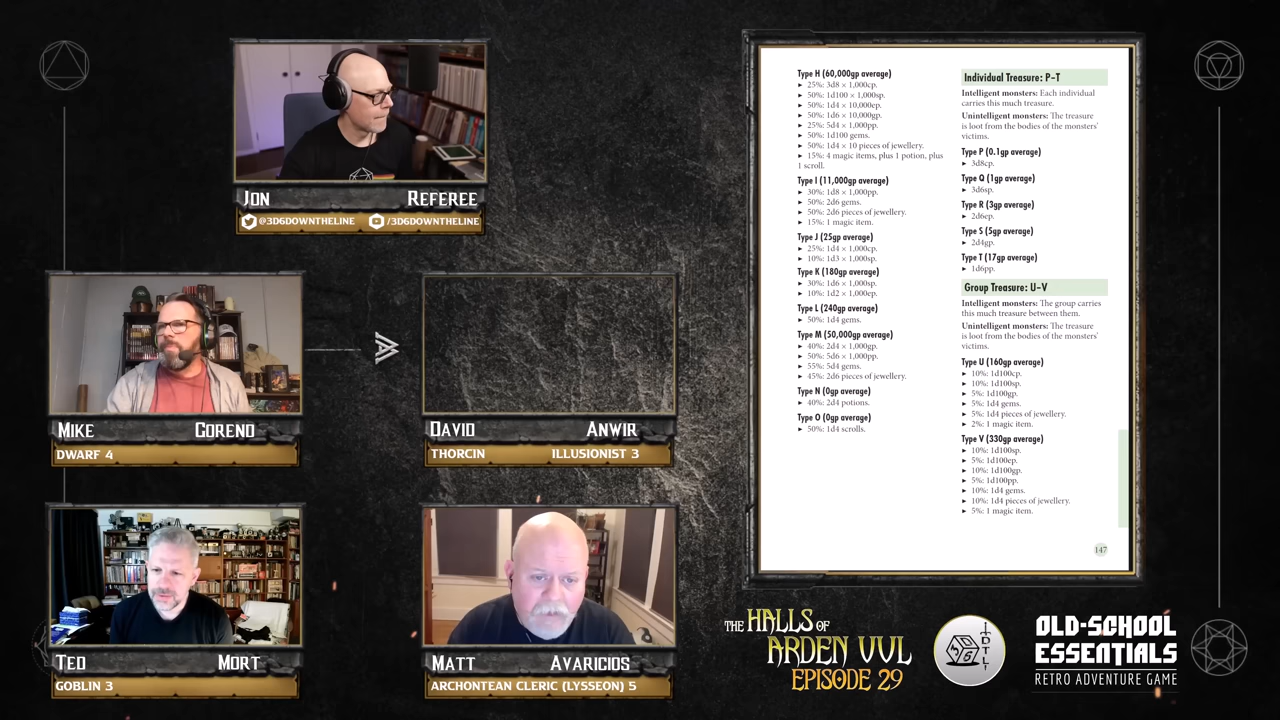 JON REFEREE
@3D6DOWNTHELINE /3D6DOWNTHELINE
MIKE GOREND
DWARF 4
DAVID ANWIR
THORCIN ILLUSIONIST 3
TED MORT
GOBLIN 3
MATT AVARICIOS
ARCHONTEAN CLERIC (LYSSEON) 5
Type H (60,000gp average)
► 25%: 3d8 × 1,000cp.
► 50%: 1d100 × 1,000sp.
► 50%: 1d4 × 10,000ep.
► 50%: 1d6 × 10,000gp.
► 25%: 5d4 × 1,000pp.
► 50%: 1d100 gems.
► 50%: 1d4 × 10 pieces of jewellery.
► 15%: 4 magic items, plus 1 potion, plus
1 scroll.
Type I (11,000gp average)
► 30%: 1d8 × 1,000pp.
► 50%: 2d6 gems.
► 50%: 2d6 pieces of jewellery.
► 15%: 1 magic item.
Type J (25gp average)
► 25%: 1d4 × 1,000cp.
► 10%: 1d3 × 1,000sp.
Type K (180gp average)
► 30%: 1d6 × 1,000sp.
► 10%: 1d2 × 1,000ep.
Type L (240gp average)
► 50%: 1d4 gems.
Type M (50,000gp average)
► 40%: 2d4 × 1,000gp.
► 50%: 5d6 × 1,000pp.
► 55%: 5d4 gems.
► 45%: 2d6 pieces of jewellery.
Type N (0gp average)
► 40%: 2d4 potions.
Type O (0gp average)
► 50%: 1d4 scrolls.
Individual Treasure: P–T
Intelligent monsters: Each individual
carries this much treasure.
Unintelligent monsters: The treasure
is loot from the bodies of the monsters'
victims.
Type P (0.1gp average)
► 3d8cp.
Type Q (1gp average)
► 3d6sp.
Type R (3gp average)
► 2d6ep.
Type S (5gp average)
► 2d4gp.
Type T (17gp average)
► 1d6pp.
Group Treasure: U–V
Intelligent monsters: The group carries
this much treasure between them.
Unintelligent monsters: The treasure
is loot from the bodies of the monsters'
victims.
Type U (160gp average)
► 10%: 1d100cp.
► 10%: 1d100sp.
► 5%: 1d100gp.
► 5%: 1d4 gems.
► 5%: 1d4 pieces of jewellery.
► 2%: 1 magic item.
Type V (330gp average)
► 10%: 1d100sp.
► 5%: 1d100ep.
► 10%: 1d100gp.
► 5%: 1d100pp.
► 10%: 1d4 gems.
► 10%: 1d4 pieces of jewellery.
► 5%: 1 magic item.
147
THE HALLS OF
ARDEN VUL
EPISODE 29
3D6
DTL
OLD-SCHOOL
ESSENTIALS
RETRO ADVENTURE GAME